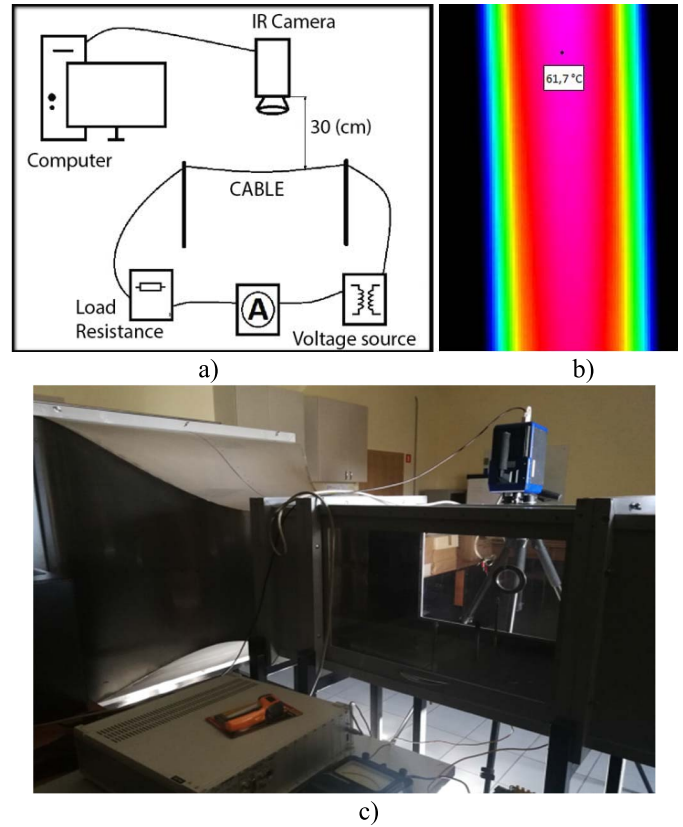 IR Camera
30 (cm)
Computer
CABLE
A
Load
Resistance
Voltage source
61,7 °C
a)
b)
c)